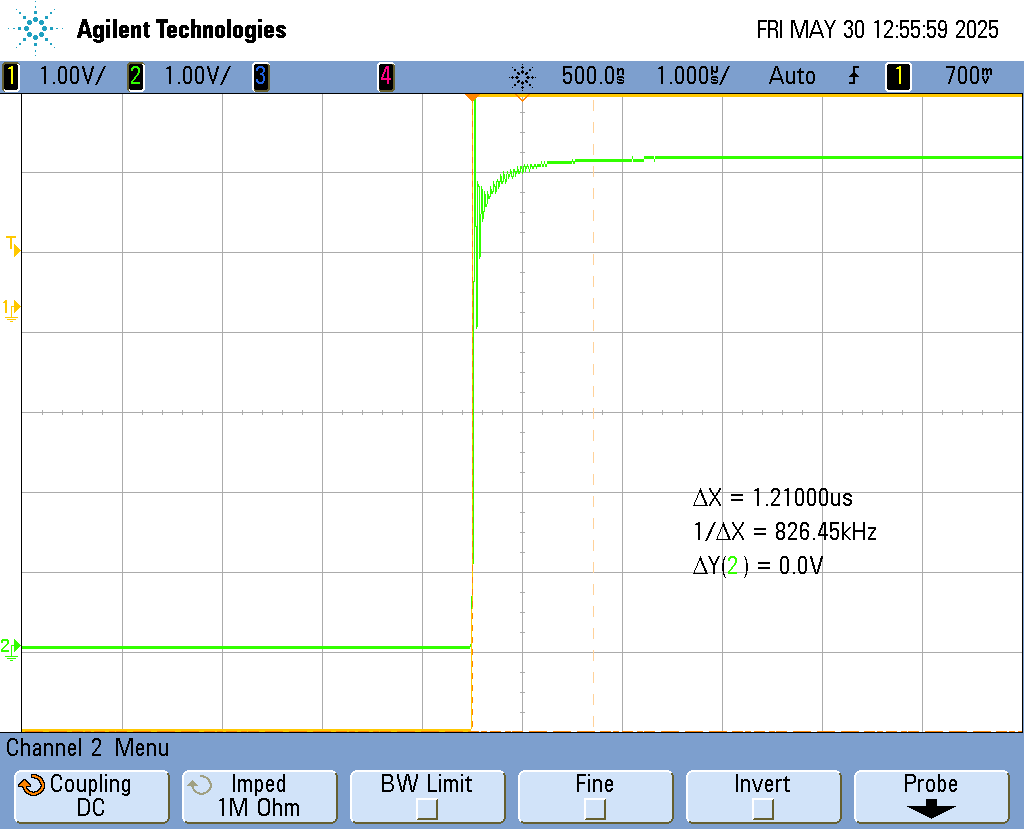 Agilent Technologies
FRI MAY 30 12:55:59 2025
1 1.00V/ 2 1.00V/ 3 4 500.0ns 1.000us/ Auto 1 700mV
T
1
2
ΔX = 1.21000us
1/ΔX = 826.45kHz
ΔY(2) = 0.0V
Channel 2 Menu
Coupling Imped BW Limit Fine Invert Probe
DC 1M Ohm